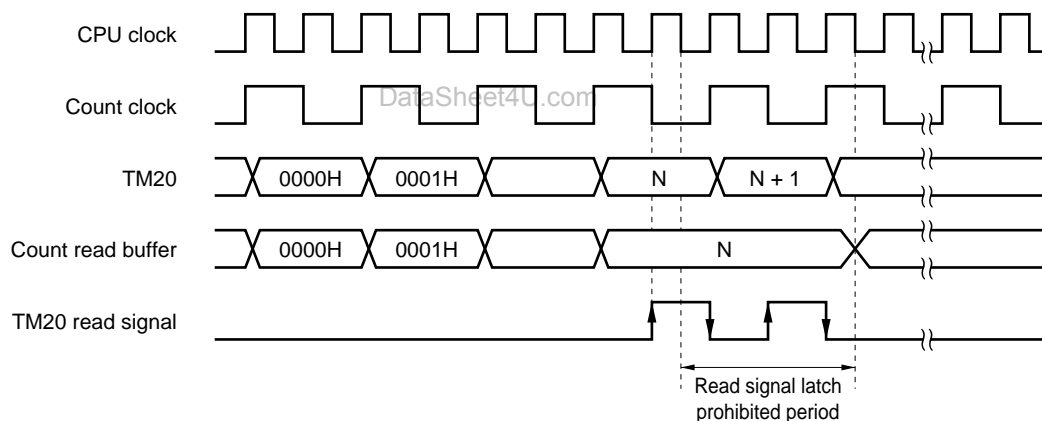 CPU clock
Count clock
DataSheet4U.com
TM20
0000H 0001H N N + 1
Count read buffer
0000H 0001H N
TM20 read signal
Read signal latch
prohibited period